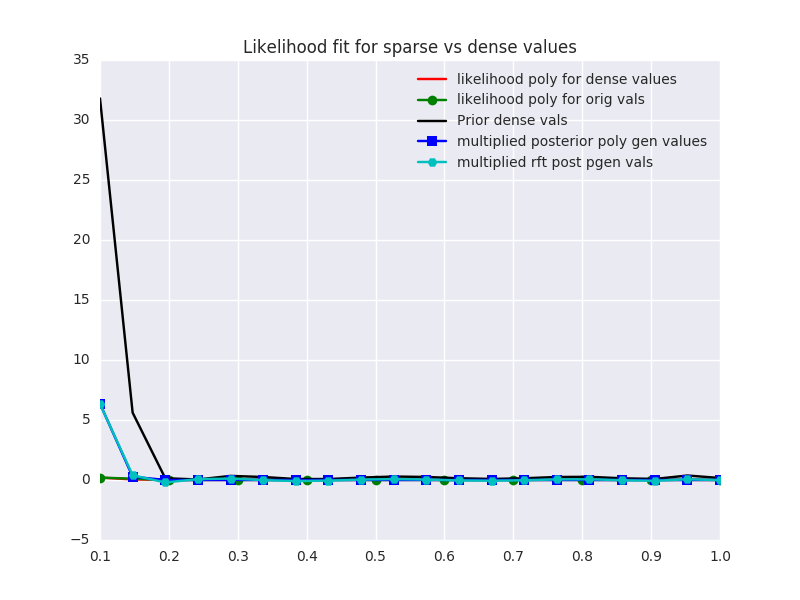 Likelihood fit for sparse vs dense values
35
30
25
20
15
10
5
0
−5
likelihood poly for dense values
likelihood poly for orig vals
Prior dense vals
multiplied posterior poly gen values
multiplied rft post pgen vals
0.1 0.2 0.3 0.4 0.5 0.6 0.7 0.8 0.9 1.0